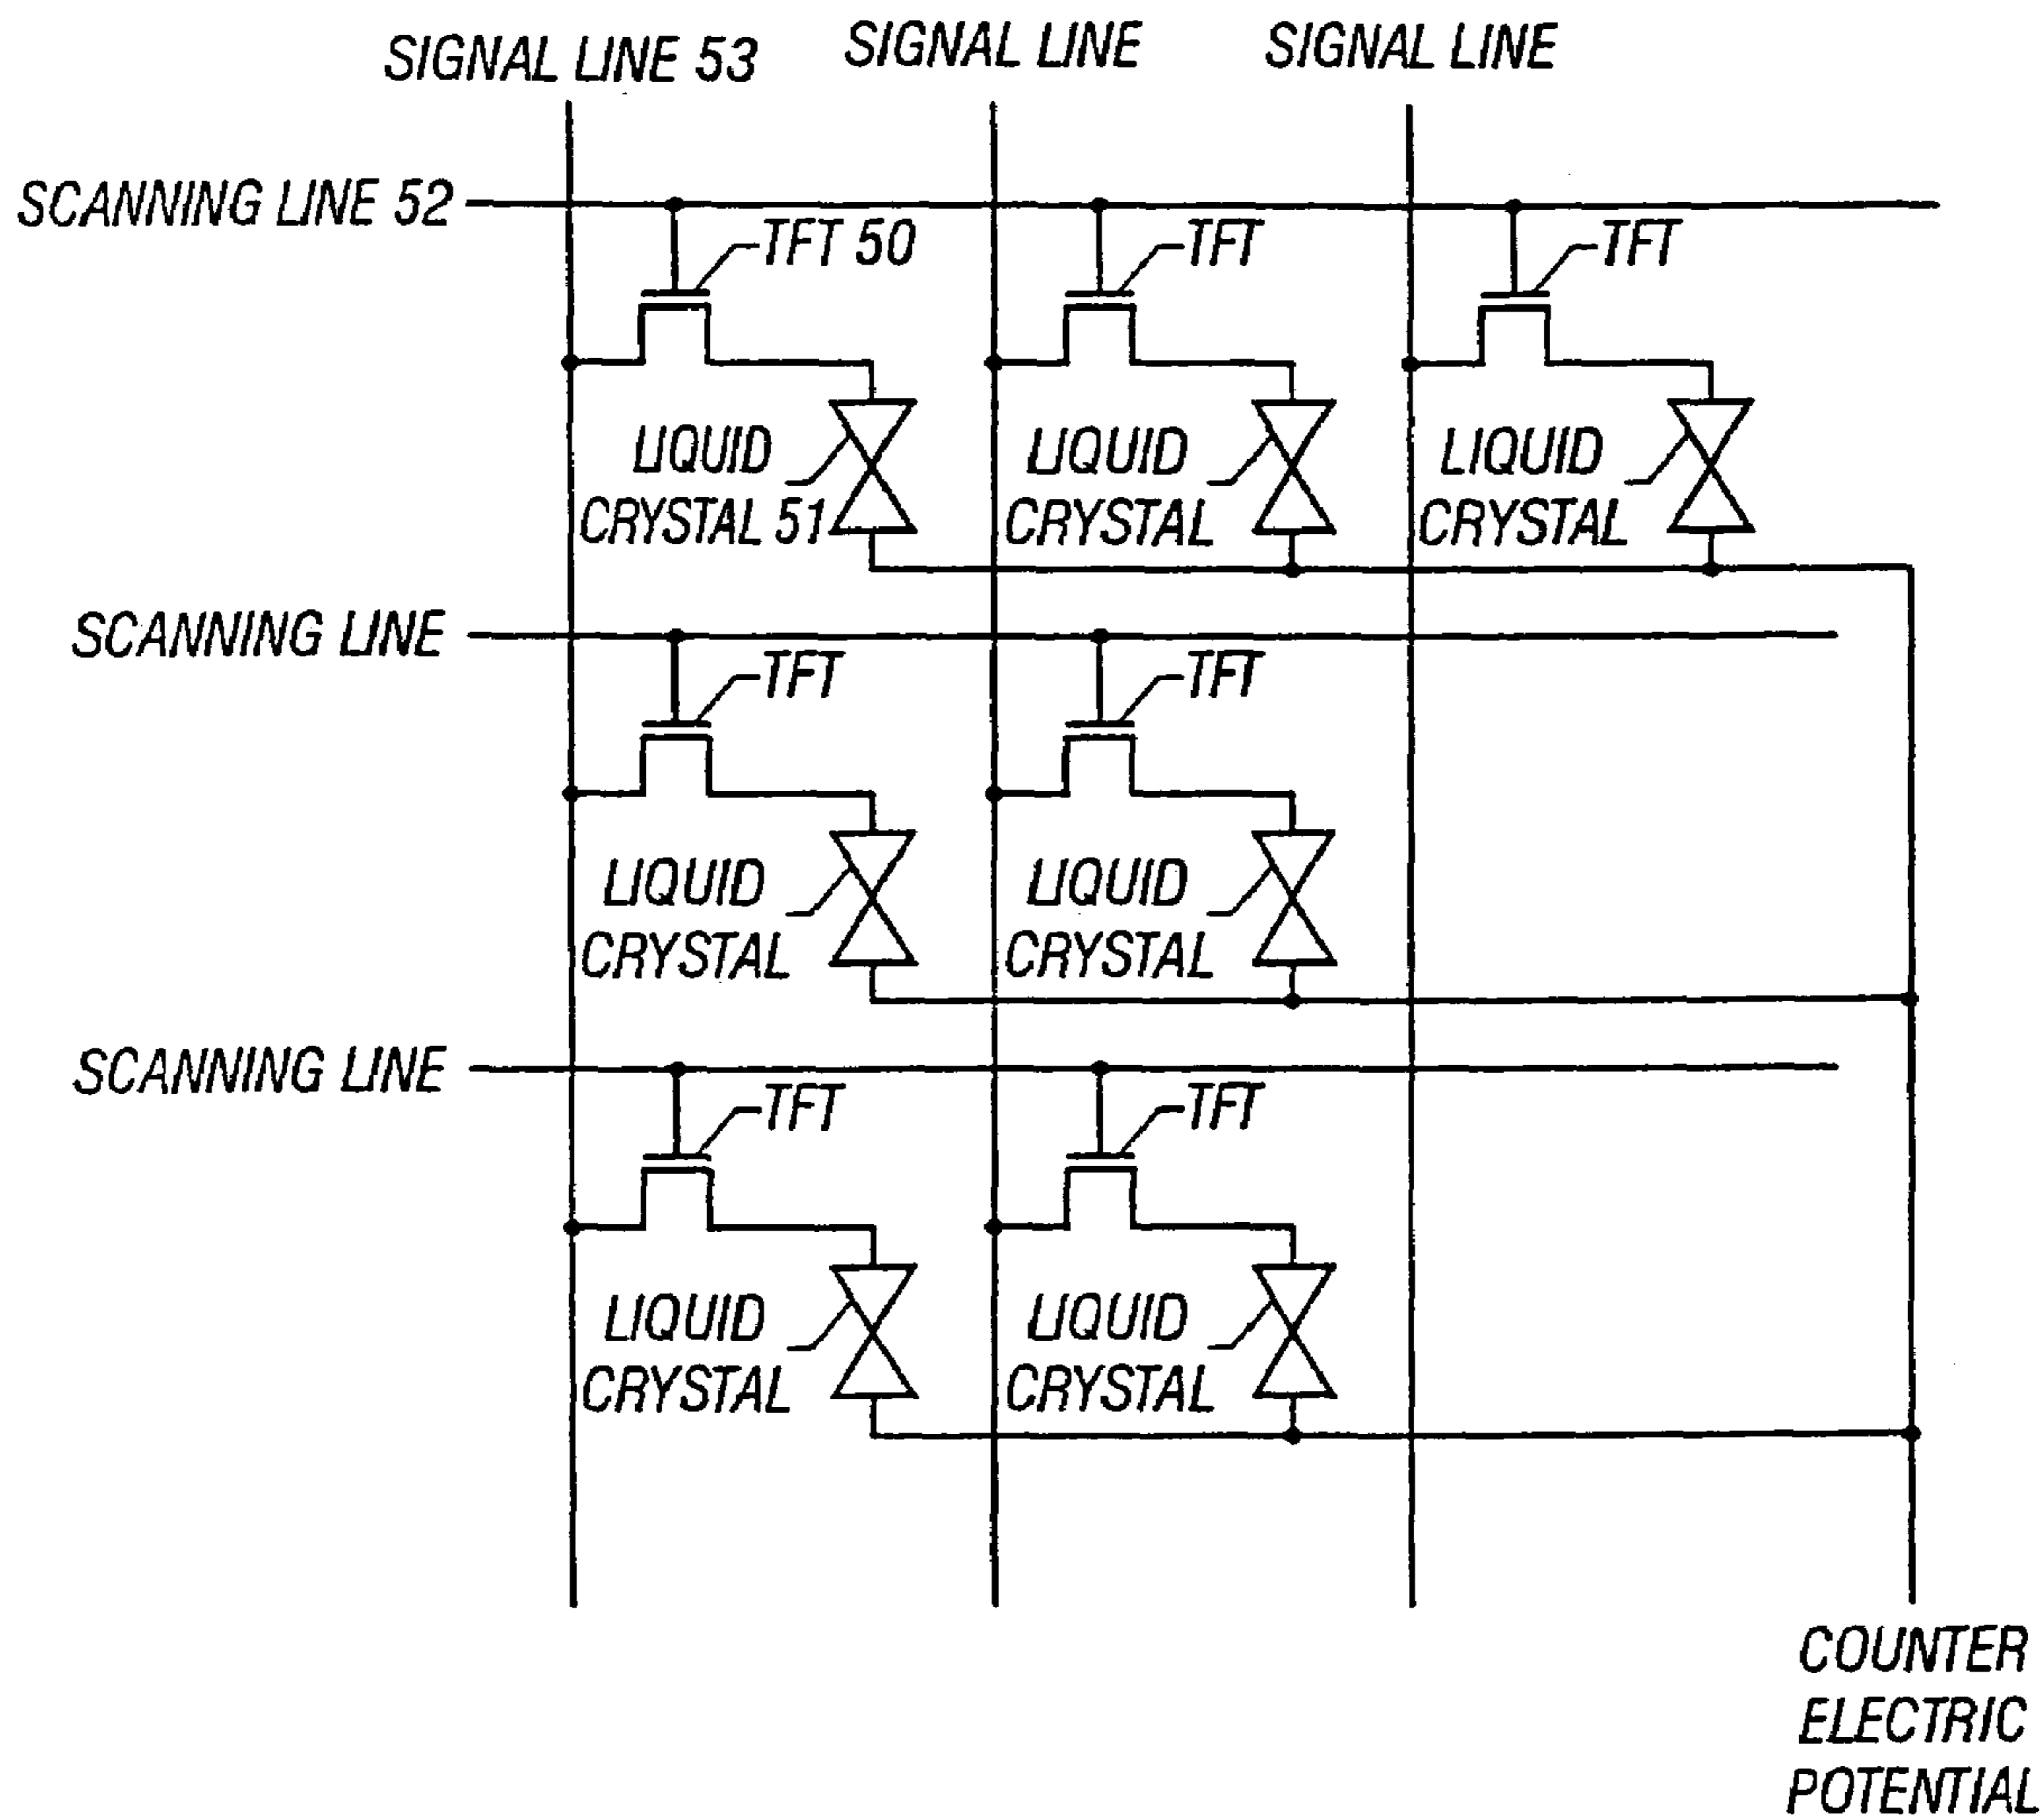 SIGNAL LINE 53
SIGNAL LINE
SIGNAL LINE
SCANNING LINE 52
TFT 50
TFT
TFT
LIQUID
CRYSTAL 51
LIQUID
CRYSTAL
LIQUID
CRYSTAL
SCANNING LINE
TFT
TFT
LIQUID
CRYSTAL
LIQUID
CRYSTAL
SCANNING LINE
TFT
TFT
LIQUID
CRYSTAL
LIQUID
CRYSTAL
COUNTER
ELECTRIC
POTENTIAL